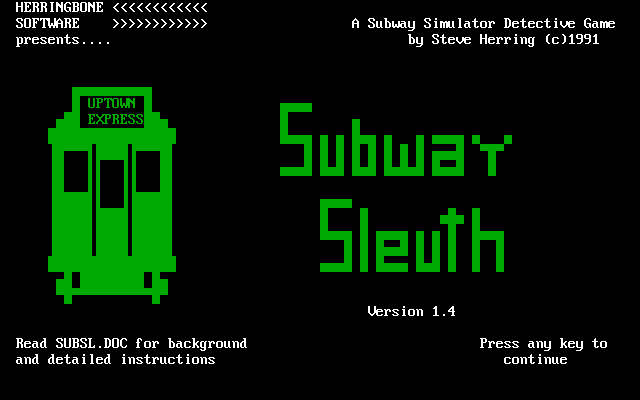 HERRINGBONE <<<<<<<<<<<<
SOFTWARE    >>>>>>>>>>>>
presents....
A Subway Simulator Detective Game
by Steve Herring (c)1991
UPTOWN
EXPRESS
Subway
Sleuth
Version 1.4
Read SUBSL.DOC for background
and detailed instructions
Press any key to
continue